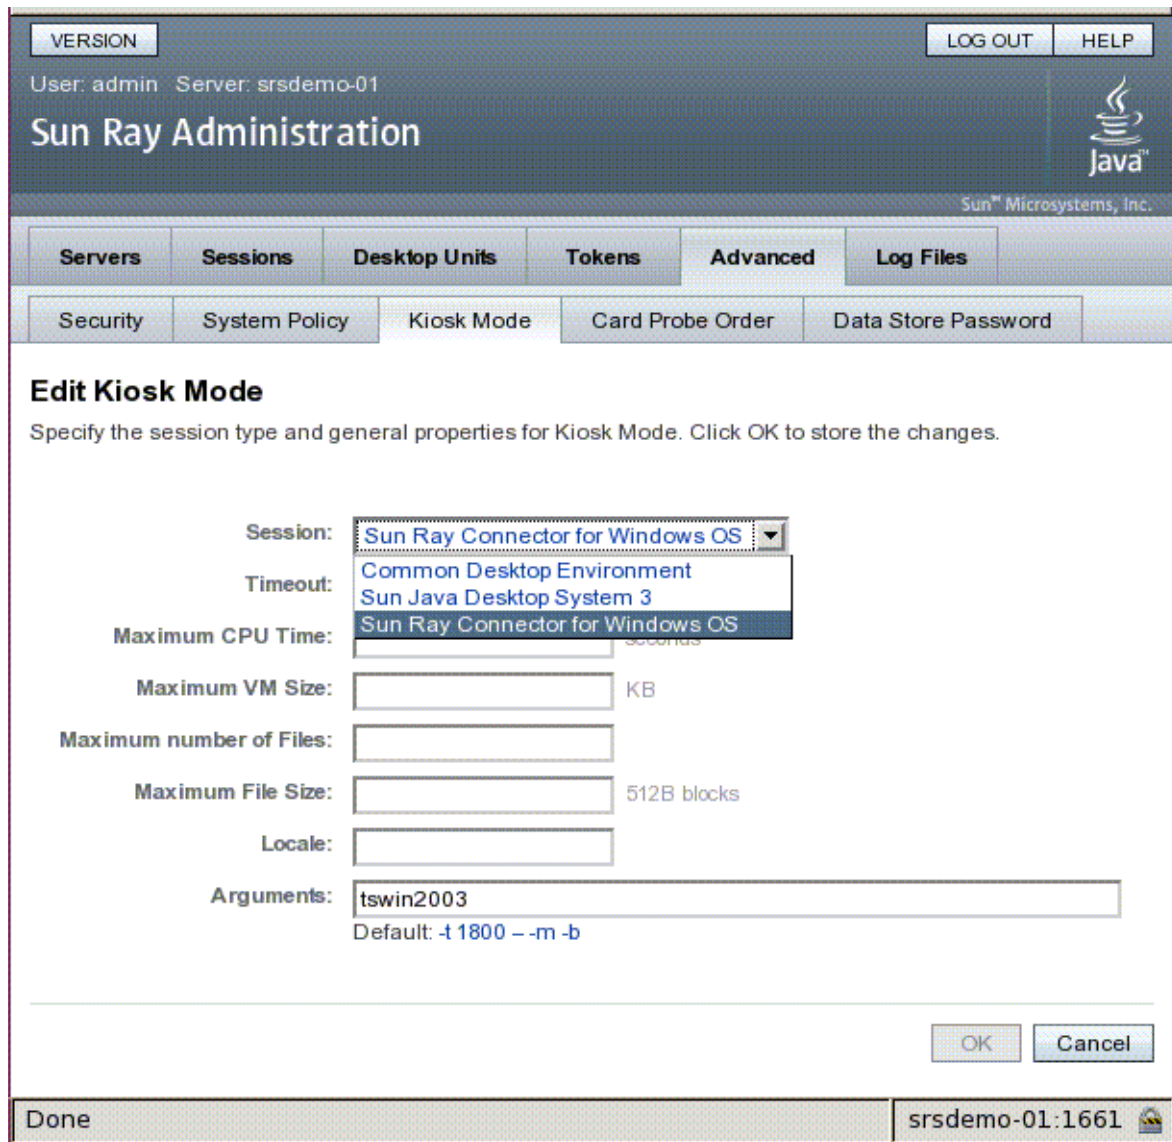 VERSION LOG OUT HELP
User: admin Server: srsdemo-01
Sun Ray Administration
Java™
Sun™ Microsystems, Inc.
Servers Sessions Desktop Units Tokens Advanced Log Files
Security System Policy Kiosk Mode Card Probe Order Data Store Password
Edit Kiosk Mode
Specify the session type and general properties for Kiosk Mode. Click OK to store the changes.
Session: Sun Ray Connector for Windows OS
Common Desktop Environment
Timeout:
Sun Java Desktop System 3
Sun Ray Connector for Windows OS
Maximum CPU Time: seconds
Maximum VM Size: KB
Maximum number of Files:
Maximum File Size: 512B blocks
Locale:
Arguments: tswin2003
Default: -t 1800 – -m -b
OK Cancel
Done srsdemo-01:1661